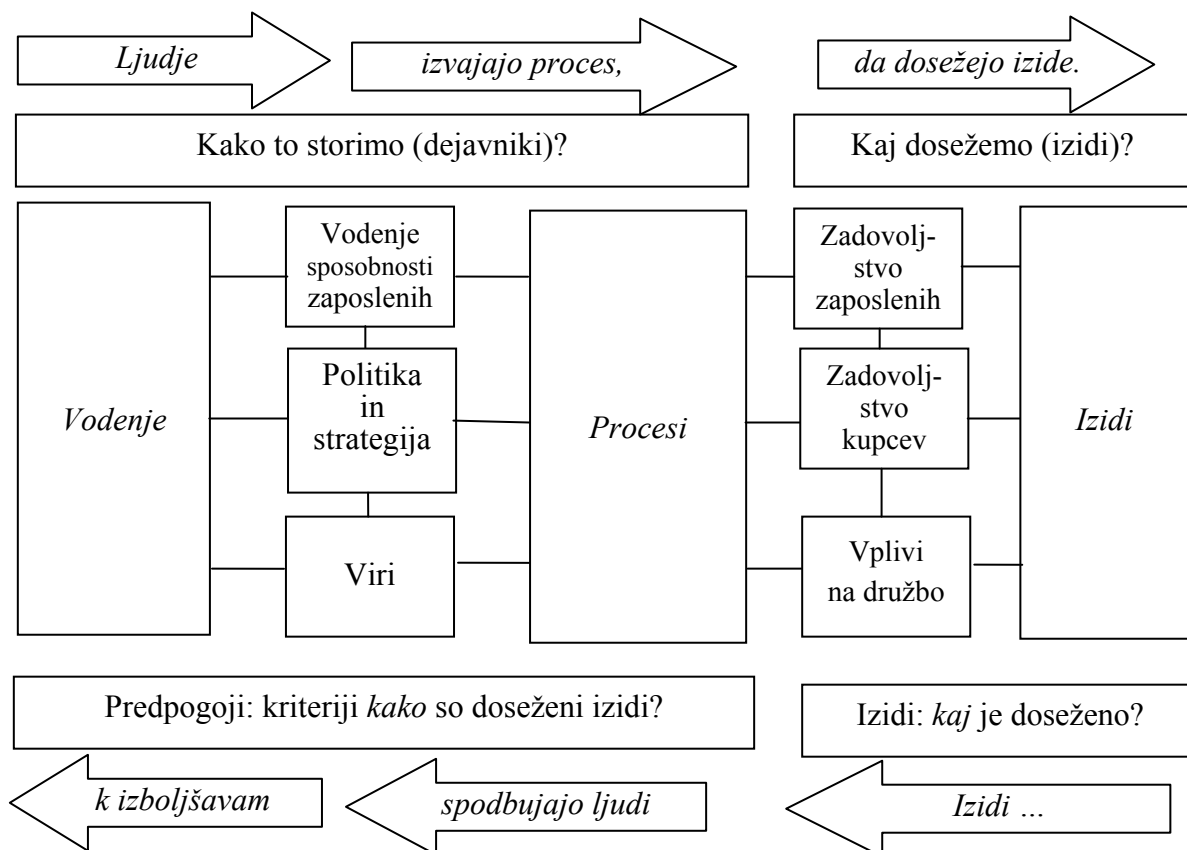 Ljudje
izvajajo proces,
da dosežejo izide.
Kako to storimo (dejavniki)?
Kaj dosežemo (izidi)?
Vodenje
Vodenje
sposobnosti
zaposlenih
Politika
in
strategija
Viri
Procesi
Zadovolj-
stvo
zaposlenih
Zadovolj-
stvo
kupcev
Vplivi
na družbo
Izidi
Predpogoji: kriteriji kako so doseženi izidi?
Izidi: kaj je doseženo?
k izboljšavam
spodbujajo ljudi
Izidi …